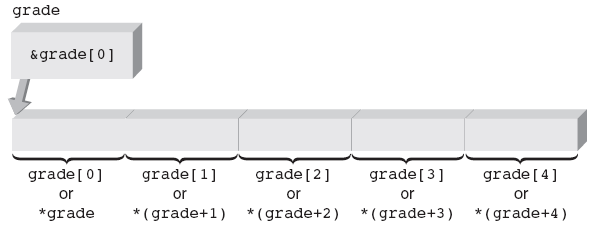 grade
&grade[0]
grade[0] grade[1] grade[2] grade[3] grade[4]
or or or or or
*grade *(grade+1) *(grade+2) *(grade+3) *(grade+4)